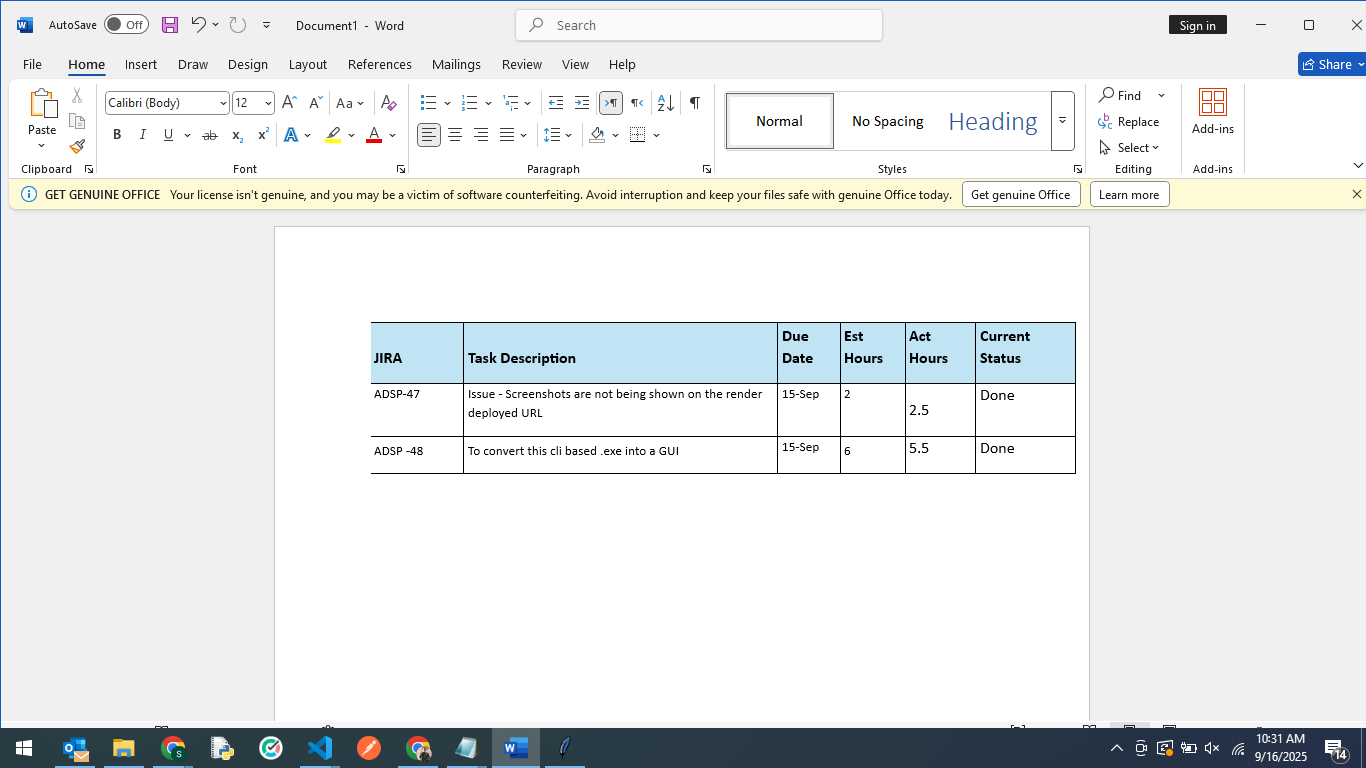 AutoSave Off Document1 - Word Search Sign in
File Home Insert Draw Design Layout References Mailings Review View Help Share
Calibri (Body) 12 Aa
Paste B I U ab x2 x2 A A
Normal No Spacing Heading
Find
Replace
Select
Add-ins
Clipboard Font Paragraph Styles Editing Add-ins
GET GENUINE OFFICE Your license isn't genuine, and you may be a victim of software counterfeiting. Avoid interruption and keep your files safe with genuine Office today. Get genuine Office Learn more
JIRA Task Description Due Date Est Hours Act Hours Current Status
ADSP-47 Issue - Screenshots are not being shown on the render deployed URL 15-Sep 2 2.5 Done
ADSP -48 To convert this cli based .exe into a GUI 15-Sep 6 5.5 Done
10:31 AM
9/16/2025
14